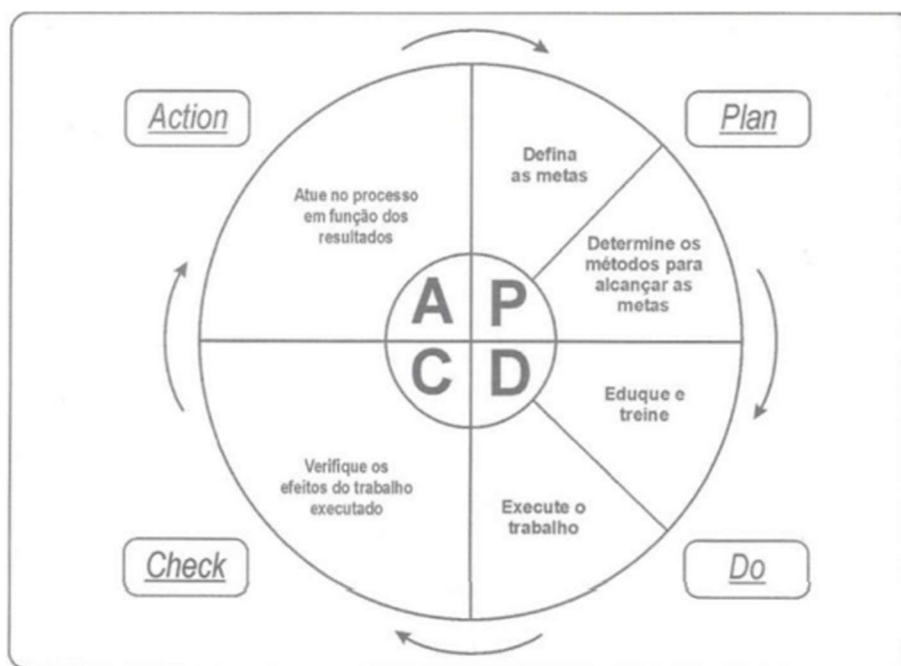 Action
Plan
Defina
as metas
Atue no processo
em função dos
resultados
Determine os
métodos para
alcançar as
metas
A P
C D
Eduque e
treine
Verifique os
efeitos do trabalho
executado
Execute o
trabalho
Check
Do